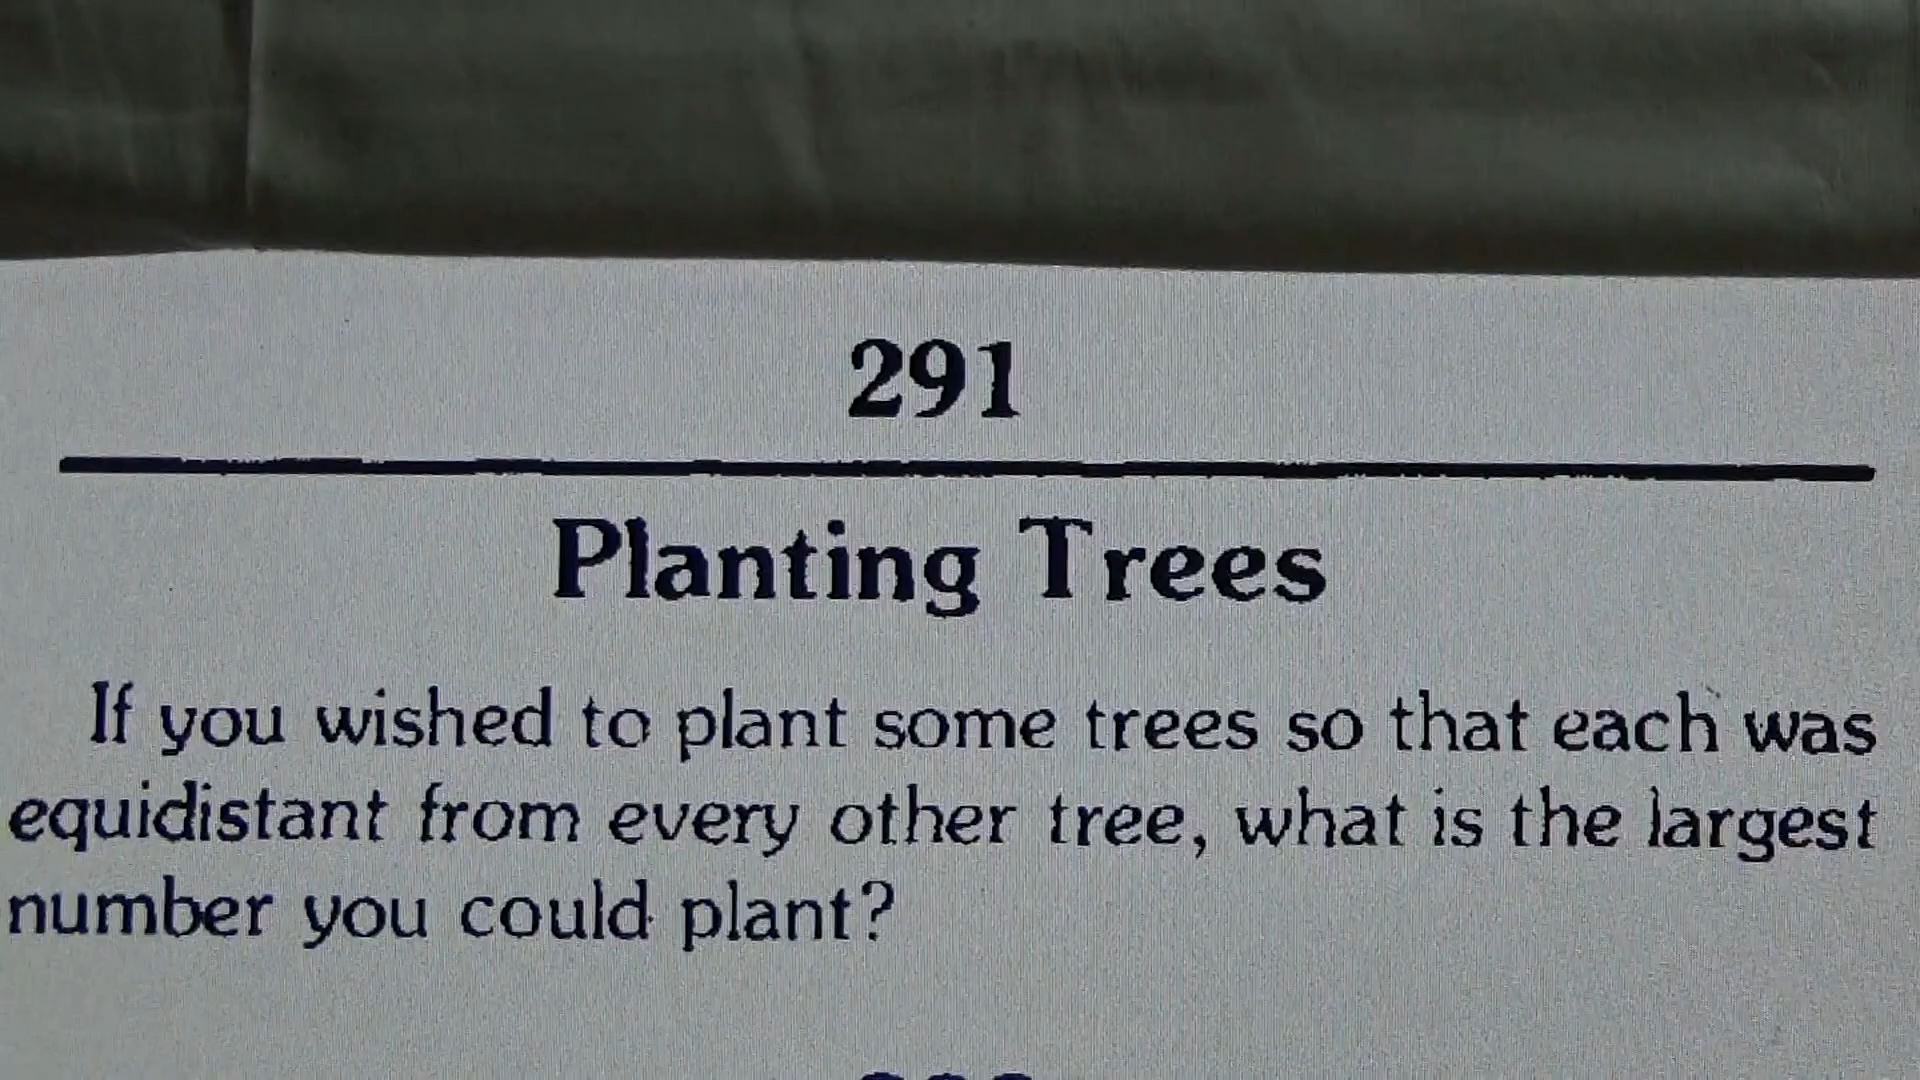 291
Planting Trees
If you wished to plant some trees so that each was
equidistant from every other tree, what is the largest
number you could plant?